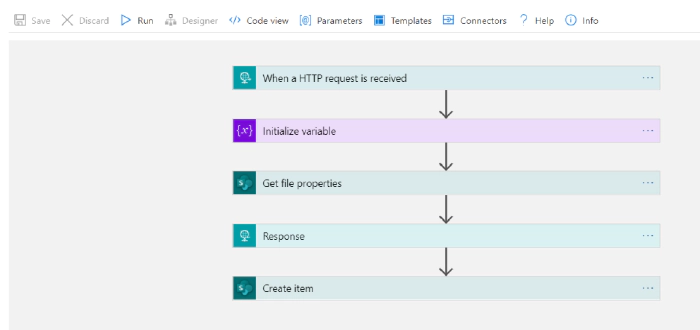 Save Discard Run Designer </> Code view [@] Parameters Templates Connectors ? Help Info
When a HTTP request is received ...
{x} Initialize variable ...
Get file properties ...
Response ...
Create item ...